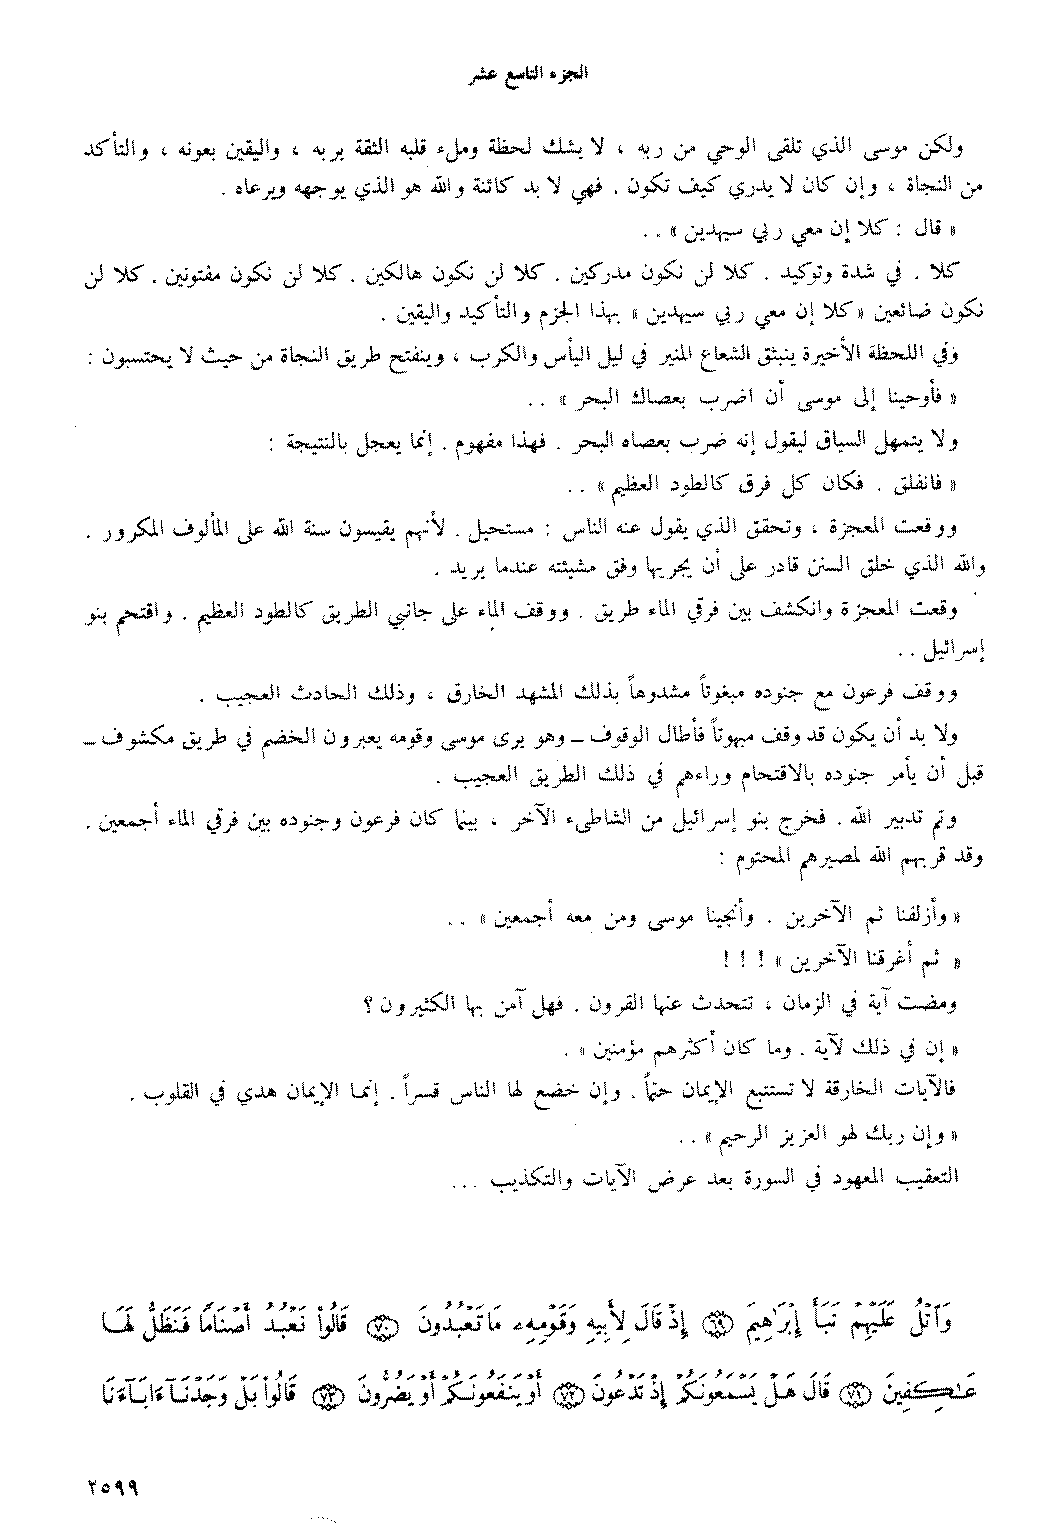 الجزء التاسع عشر
ولكن موسى الذي تلقى الوحي من ربه ، لا يشك لحظة وملء قلبه الثقة بربه ، واليقين بعونه ، والتأكد
من النجاة ، وإن كان لا يدري كيف تكون . فهي لا بد كائنة والله هو الذي يوجهه ويرعاه .
« قال : كلا إن معي ربي سيهدين » . .
كلا . في شدة وتوكيد . كلا لن نكون مدركين . كلا لن نكون هالكين . كلا لن نكون مفتونين . كلا لن
نكون ضائعين « كلا إن معي ربي سيهدين » بهذا الجزم والتأكيد واليقين .
وفي اللحظة الأخيرة ينبثق الشعاع المنير في ليل اليأس والكرب ، وينفتح طريق النجاة من حيث لا يحتسبون :
« فأوحينا إلى موسى أن اضرب بعصاك البحر » . .
ولا يتمهل السياق ليقول إنه ضرب بعصاه البحر . فهذا مفهوم . إنما يعجل بالنتيجة :
« فانفلق . فكان كل فرق كالطود العظيم » . .
ووقعت المعجزة ، وتحقق الذي يقول عنه الناس : مستحيل . لأنهم يقيسون سنة الله على المألوف المكرور .
والله الذي خلق السنن قادر على أن يجريها وفق مشيئته عندما يريد .
وقعت المعجزة وانكشف بين فرقي الماء طريق . ووقف الماء على جانبي الطريق كالطود العظيم . واقتحم بنو
إسرائيل . .
ووقف فرعون مع جنوده مبغوتاً مشدوهاً بذلك المشهد الخارق ، وذلك الحادث العجيب .
ولا بد أن يكون قد وقف مبهوتاً فأطال الوقوف ــ وهو يرى موسى وقومه يعبرون الخضم في طريق مكشوف ــ
قبل أن يأمر جنوده بالاقتحام وراءهم في ذلك الطريق العجيب .
وتم تدبير الله . فخرج بنو إسرائيل من الشاطىء الآخر ، بينما كان فرعون وجنوده بين فرقي الماء أجمعين .
وقد قربهم الله لمصيرهم المحتوم :
« وأزلفنا ثم الآخرين . وأنجينا موسى ومن معه أجمعين » . .
« ثم أغرقنا الآخرين » ! ! !
ومضت آية في الزمان ، تتحدث عنها القرون . فهل آمن بها الكثيرون ؟
« إن في ذلك لآية . وما كان أكثرهم مؤمنين » .
فالآيات الخارقة لا تستتبع الإيمان حتماً . وإن خضع لها الناس قسراً . إنما الإيمان هدى في القلوب .
« وإن ربك لهو العزيز الرحيم » . .
التعقيب المعهود في السورة بعد عرض الآيات والتكذيب . . .
وَٱتۡلُ عَلَيۡهِمۡ نَبَأَ إِبۡرَٰهِيمَ ﴿٦٩﴾ إِذۡ قَالَ لِأَبِيهِ وَقَوۡمِهِۦ مَا تَعۡبُدُونَ ﴿٧٠﴾ قَالُواْ نَعۡبُدُ أَصۡنَامٗا فَنَظَلُّ لَهَا
عَٰكِفِينَ ﴿٧١﴾ قَالَ هَلۡ يَسۡمَعُونَكُمۡ إِذۡ تَدۡعُونَ ﴿٧٢﴾ أَوۡ يَنفَعُونَكُمۡ أَوۡ يَضُرُّونَ ﴿٧٣﴾ قَالُواْ بَلۡ وَجَدۡنَآ ءَابَآءَنَا
٢٥٩٩